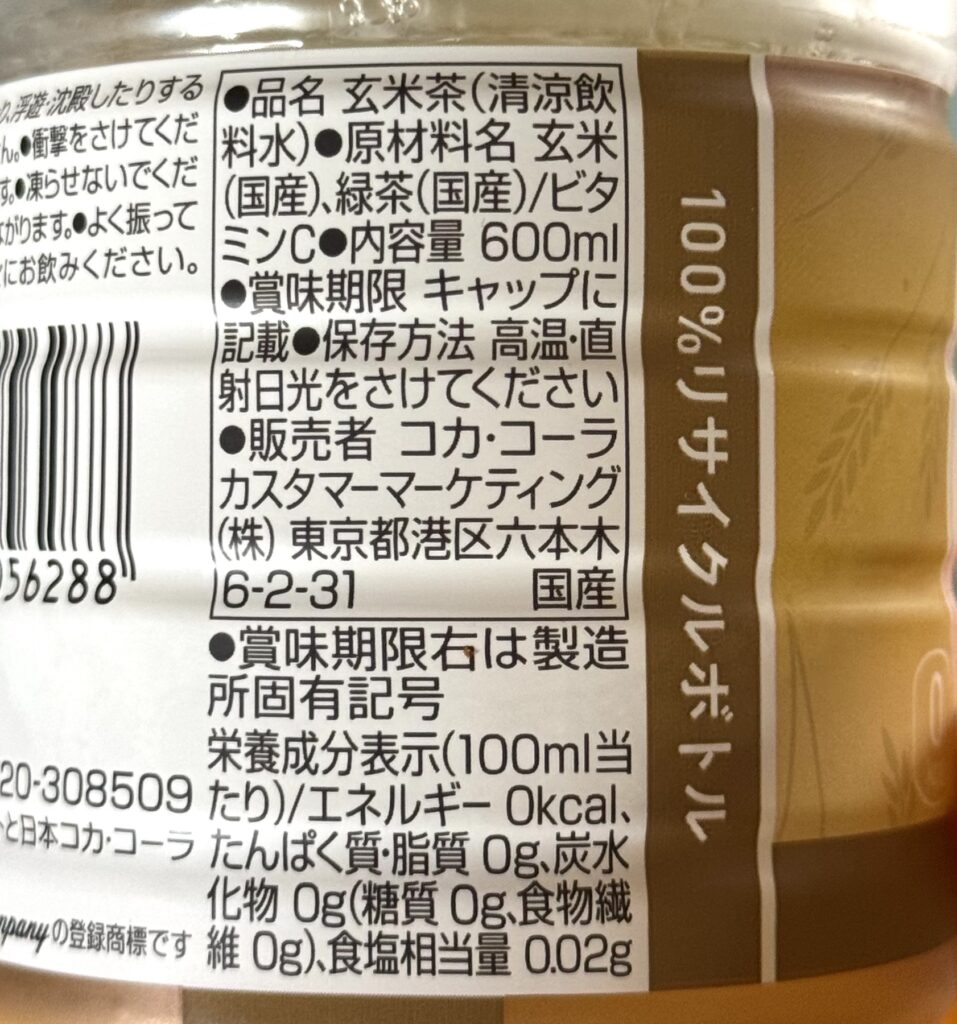 浮遊・沈殿したりする
ん。●衝撃をさけてくだ
す。●凍らせないでくだ
がります。●よく振って
にお飲みください。
56288
20-308509
と日本コカ・コーラ
mpanyの登録商標です
●品名 玄米茶(清涼飲
料水)●原材料名 玄米
(国産)、緑茶(国産)/ビタ
ミンC●内容量 600ml
●賞味期限 キャップに
記載●保存方法 高温・直
射日光をさけてください
●販売者 コカ・コーラ
カスタマーマーケティング
(株) 東京都港区六本木
6-2-31 国産
●賞味期限右は製造
所固有記号
栄養成分表示(100ml当
たり)/エネルギー 0kcal、
たんぱく質・脂質 0g、炭水
化物 0g(糖質 0g、食物繊
維 0g)、食塩相当量 0.02g
100%リサイクルボトル